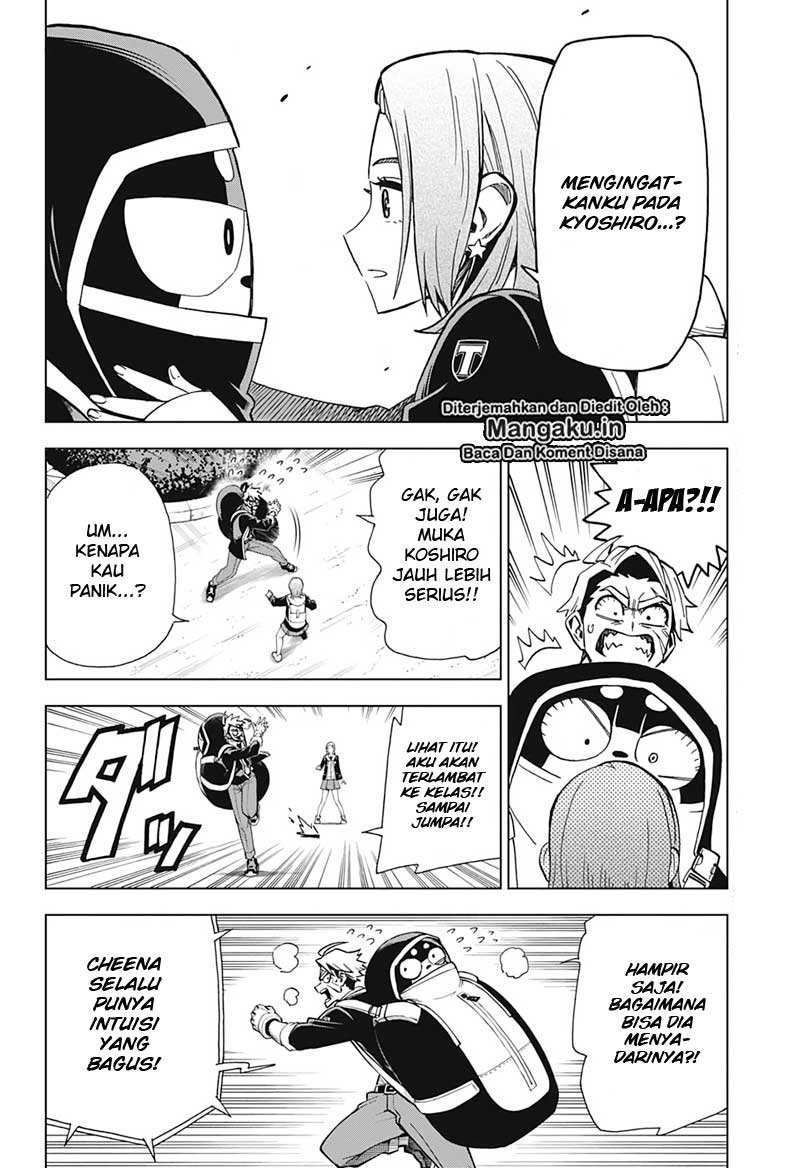 MENGINGAT-
KANKU PADA
KYOSHIRO...?
T
Diterjemahkan dan Diedit Oleh :
Mangaku.in
Baca Dan Koment Disana
A-APA?!!
GAK, GAK
JUGA!
MUKA
KOSHIRO
JAUH LEBIH
SERIUS!!
UM...
KENAPA
KAU
PANIK...?
LIHAT ITU!
AKU AKAN
TERLAMBAT
KE KELAS!!
SAMPAI
JUMPA!!
ダッ
HAMPIR
SAJA!
BAGAIMANA
BISA DIA
MENYA-
DARINYA?!
CHEENA
SELALU
PUNYA
INTUISI
YANG
BAGUS!